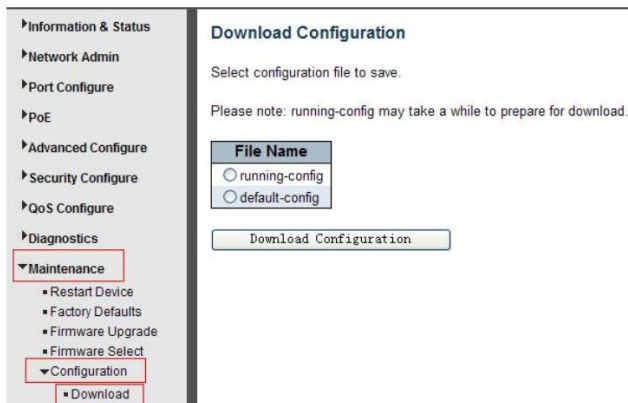 Information & Status
Network Admin
Port Configure
PoE
Advanced Configure
Security Configure
QoS Configure
Diagnostics
Maintenance
Restart Device
Factory Defaults
Firmware Upgrade
Firmware Select
Configuration
Download
Download Configuration
Select configuration file to save.
Please note: running-config may take a while to prepare for download.
File Name
running-config
default-config
Download Configuration